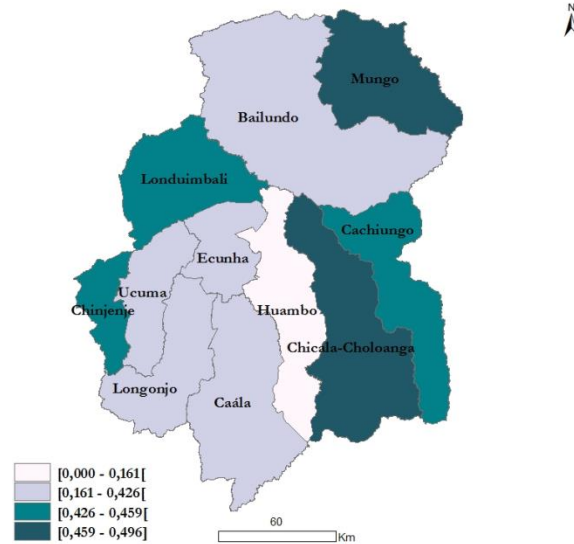 N
Mungo
Bailundo
Londuimbali
Cachiungo
Ecunha
Ucuma
Chinjenje
Huambo
Chicala-Choloanga
Longonjo
Caála
[0,000 - 0,161[
[0,161 - 0,426[
[0,426 - 0,459[
[0,459 - 0,496]
60
Km